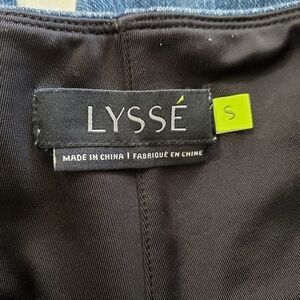 LYSSÉ
S
MADE IN CHINA | FABRIQUÉ EN CHINE